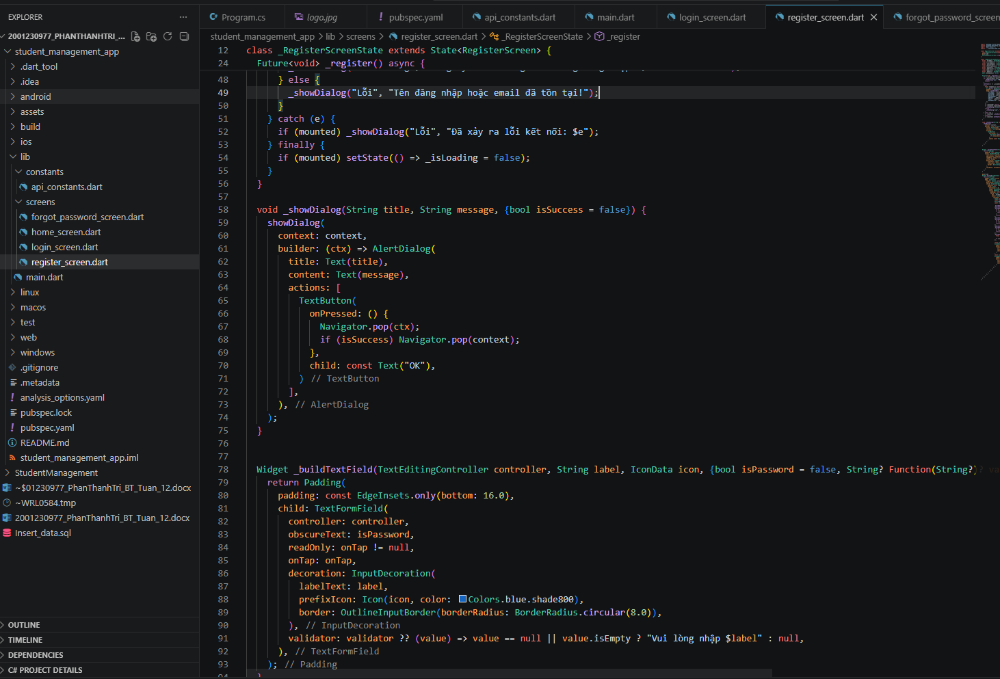 EXPLORER
2001230977_PHANTHANHTRI_...
student_management_app
.dart_tool
.idea
android
assets
build
ios
lib
constants
api_constants.dart
screens
forgot_password_screen.dart
home_screen.dart
login_screen.dart
register_screen.dart
main.dart
linux
macos
test
web
windows
.gitignore
.metadata
analysis_options.yaml
pubspec.lock
pubspec.yaml
README.md
student_management_app.iml
StudentManagement
~$01230977_PhanThanhTri_BT_Tuan_12.docx
~WRL0584.tmp
2001230977_PhanThanhTri_BT_Tuan_12.docx
Insert_data.sql
OUTLINE
TIMELINE
DEPENDENCIES
C# PROJECT DETAILS
Program.cs logo.jpg pubspec.yaml api_constants.dart main.dart login_screen.dart register_screen.dart forgot_password_screen
student_management_app > lib > screens > register_screen.dart > _RegisterScreenState > _register
12 class _RegisterScreenState extends State<RegisterScreen> {
24 Future<void> _register() async {
48 } else {
49 _showDialog("Lỗi", "Tên đăng nhập hoặc email đã tồn tại!");
50 }
51 } catch (e) {
52 if (mounted) _showDialog("Lỗi", "Đã xảy ra lỗi kết nối: $e");
53 } finally {
54 if (mounted) setState(() => _isLoading = false);
55 }
56 }
57
58 void _showDialog(String title, String message, {bool isSuccess = false}) {
59 showDialog(
60 context: context,
61 builder: (ctx) => AlertDialog(
62 title: Text(title),
63 content: Text(message),
64 actions: [
65 TextButton(
66 onPressed: () {
67 Navigator.pop(ctx);
68 if (isSuccess) Navigator.pop(context);
69 },
70 child: const Text("OK"),
71 ) // TextButton
72 ],
73 ), // AlertDialog
74 );
75 }
76
77
78 Widget _buildTextField(TextEditingController controller, String label, IconData icon, {bool isPassword = false, String? Function(String?)? va
79 return Padding(
80 padding: const EdgeInsets.only(bottom: 16.0),
81 child: TextFormField(
82 controller: controller,
83 obscureText: isPassword,
84 readOnly: onTap != null,
85 onTap: onTap,
86 decoration: InputDecoration(
87 labelText: label,
88 prefixIcon: Icon(icon, color: Colors.blue.shade800),
89 border: OutlineInputBorder(borderRadius: BorderRadius.circular(8.0)),
90 ), // InputDecoration
91 validator: validator ?? (value) => value == null || value.isEmpty ? "Vui lòng nhập $label" : null,
92 ), // TextFormField
93 ); // Padding
94 }